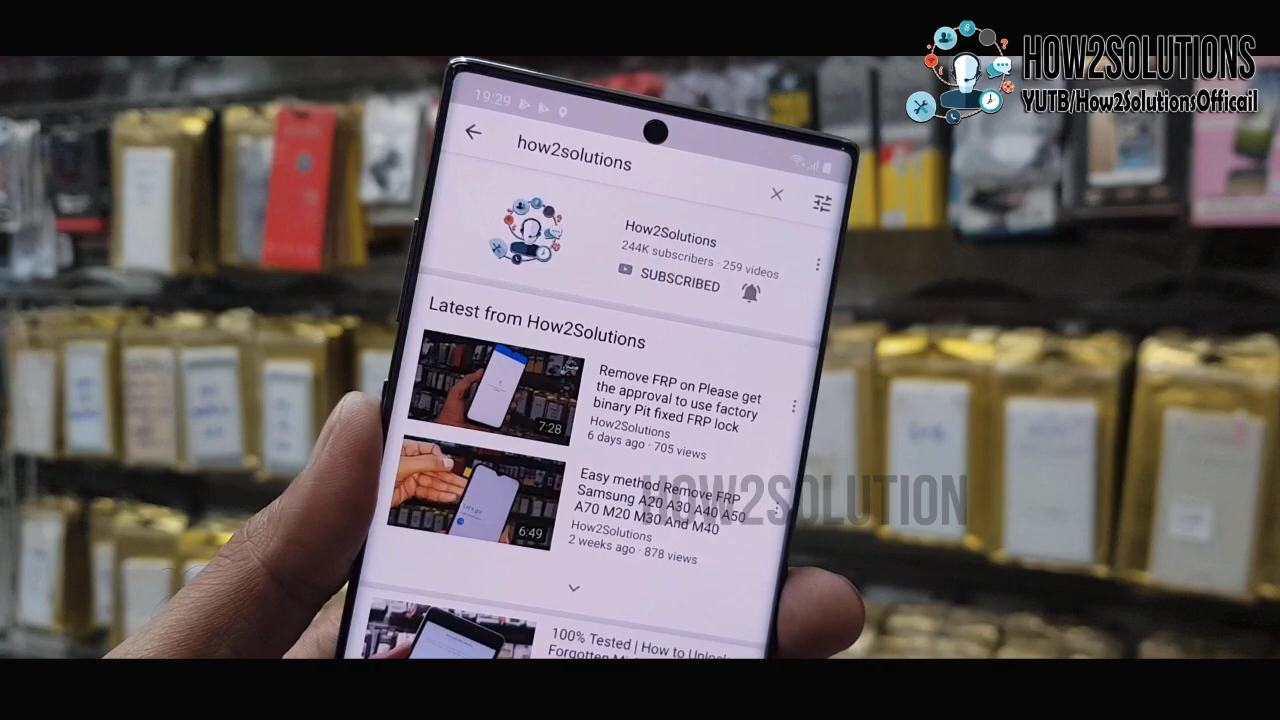 HOW2SOLUTIONS
YUTB/How2SolutionsOfficail
19:29
how2solutions
How2Solutions
244K subscribers · 259 videos
SUBSCRIBED
Latest from How2Solutions
Remove FRP on Please get
the approval to use factory
binary Pit fixed FRP lock
How2Solutions
6 days ago · 705 views
7:28
Easy method Remove FRP
Samsung A20 A30 A40 A50
A70 M20 M30 And M40
How2Solutions
2 weeks ago · 878 views
6:49
HOW2SOLUTION
100% Tested | How to Unlock
Forgotten